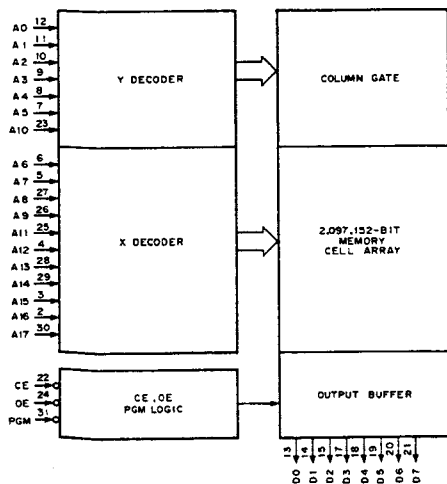 A0 12
A1 11
A2 10
A3 9
A4 8
A5 7
A10 23
Y DECODER
COLUMN GATE
A6 6
A7 5
A8 27
A9 26
A11 25
A12 4
A13 28
A14 29
A15 3
A16 2
A17 30
X DECODER
2,097,152-BIT
MEMORY
CELL ARRAY
CE 22
OE 24
PGM 31
CE, OE
PGM LOGIC
OUTPUT BUFFER
13 14 15 17 18 19 20 21
D0 D1 D2 D3 D4 D5 D6 D7